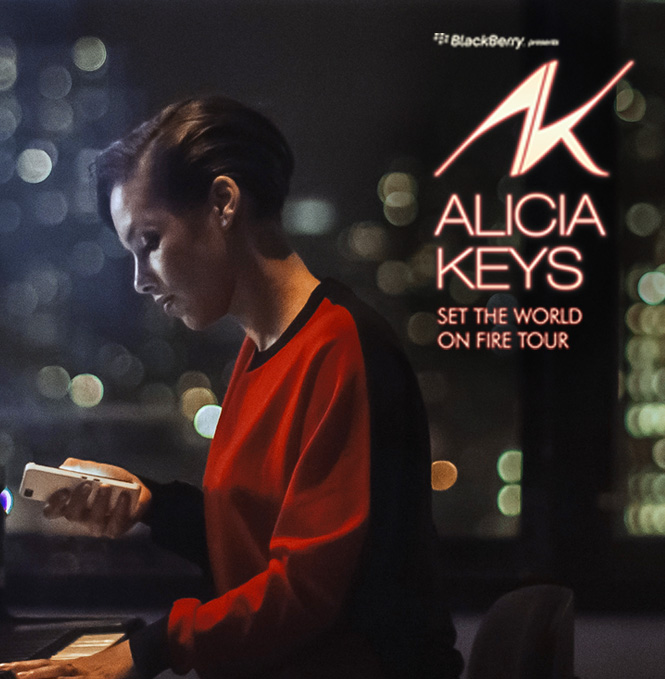 BlackBerry. presents
AK
ALICIA
KEYS
SET THE WORLD
ON FIRE TOUR